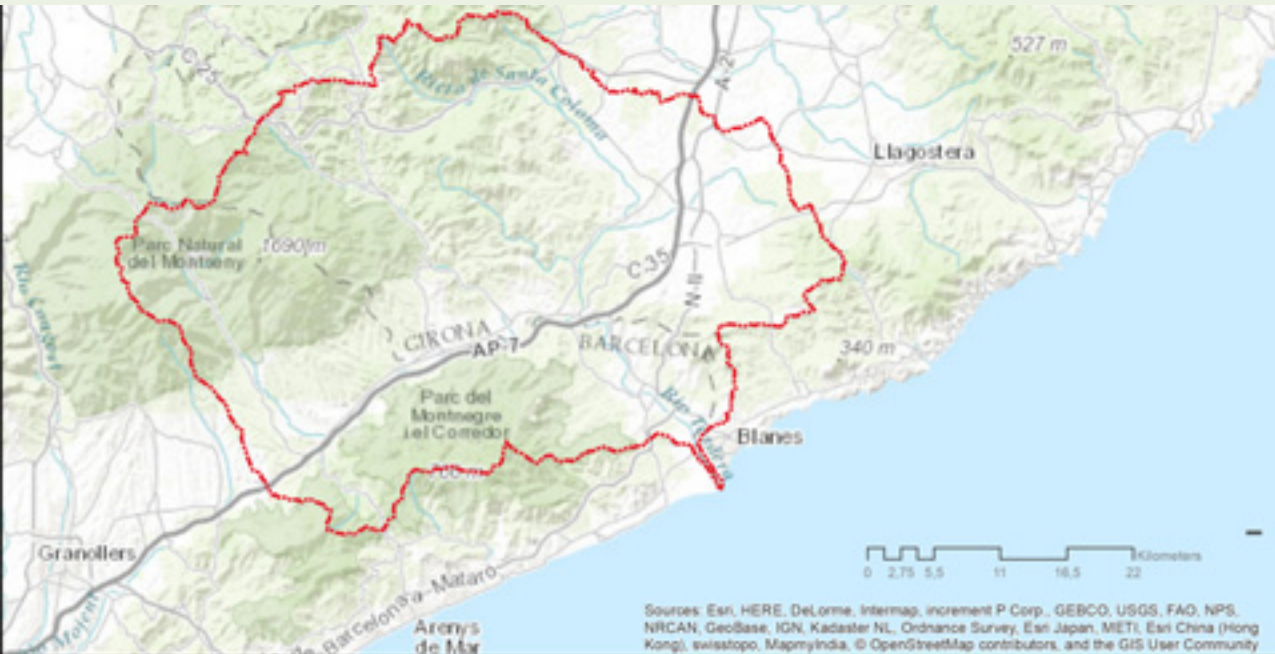 C-25
Riera de Santa Coloma
A-2
527 m
Llagostera
Parc Natural
del Montseny
1690 m
C-35
N-II
GIRONA
BARCELONA
AP-7
340 m
Parc del
Montnegre
i el Corredor
Blanes
Granollers
Barcelona-a-Mataro
Arenys
de Mar
Kilometers
0 2,75 5,5 11 16,5 22
Sources: Esri, HERE, DeLorme, Intermap, increment P Corp., GEBCO, USGS, FAO, NPS,
NRCAN, GeoBase, IGN, Kadaster NL, Ordnance Survey, Esri Japan, METI, Esri China (Hong
Kong), swisstopo, MapmyIndia, © OpenStreetMap contributors, and the GIS User Community